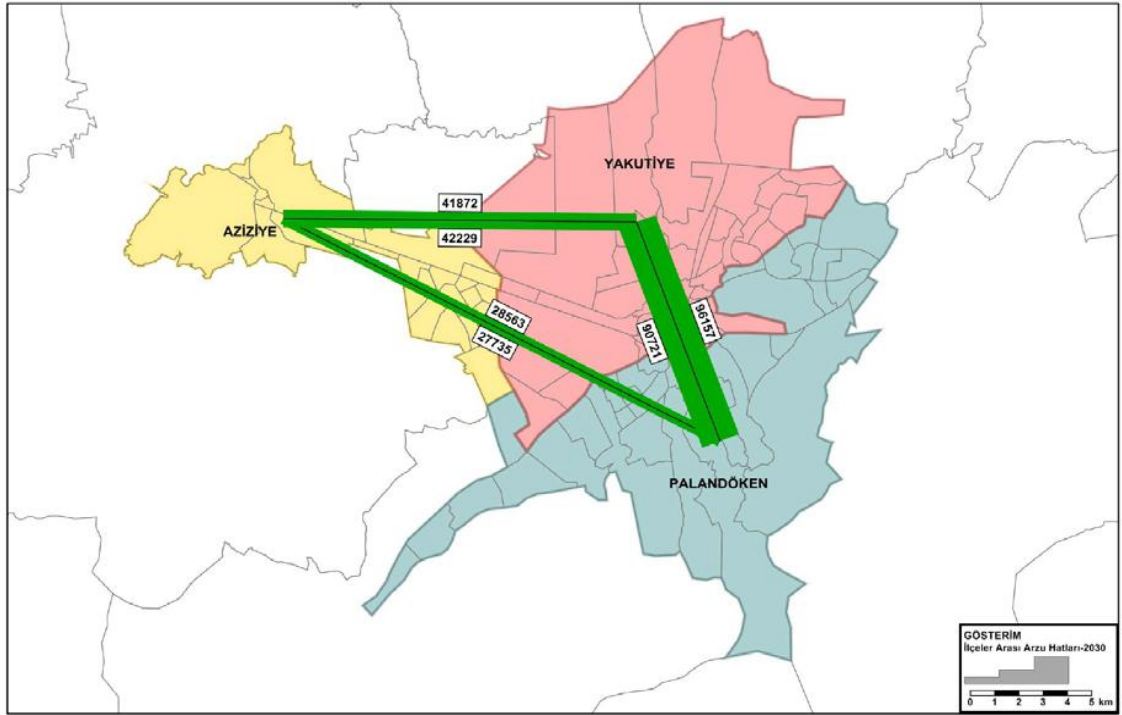 YAKUTİYE
41872
AZİZİYE
42229
28563
27735
90721
96157
PALANDÖKEN
GÖSTERİM
İlçeler Arası Arzu Hatları-2030
0 1 2 3 4 5 km